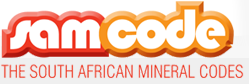 samcode
THE SOUTH AFRICAN MINERAL CODES